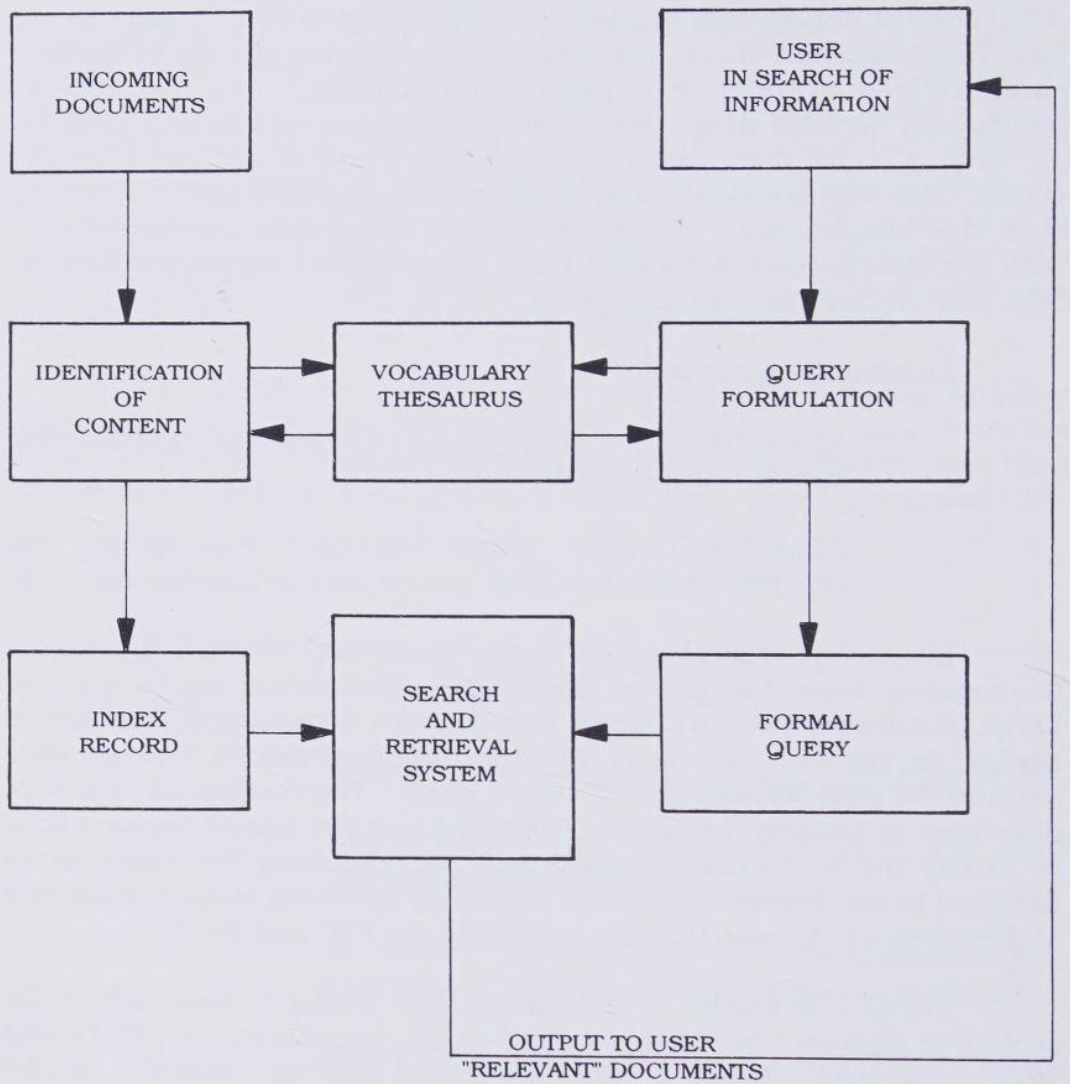 INCOMING
DOCUMENTS
USER
IN SEARCH OF
INFORMATION
IDENTIFICATION
OF
CONTENT
VOCABULARY
THESAURUS
QUERY
FORMULATION
INDEX
RECORD
SEARCH
AND
RETRIEVAL
SYSTEM
FORMAL
QUERY
OUTPUT TO USER
"RELEVANT" DOCUMENTS